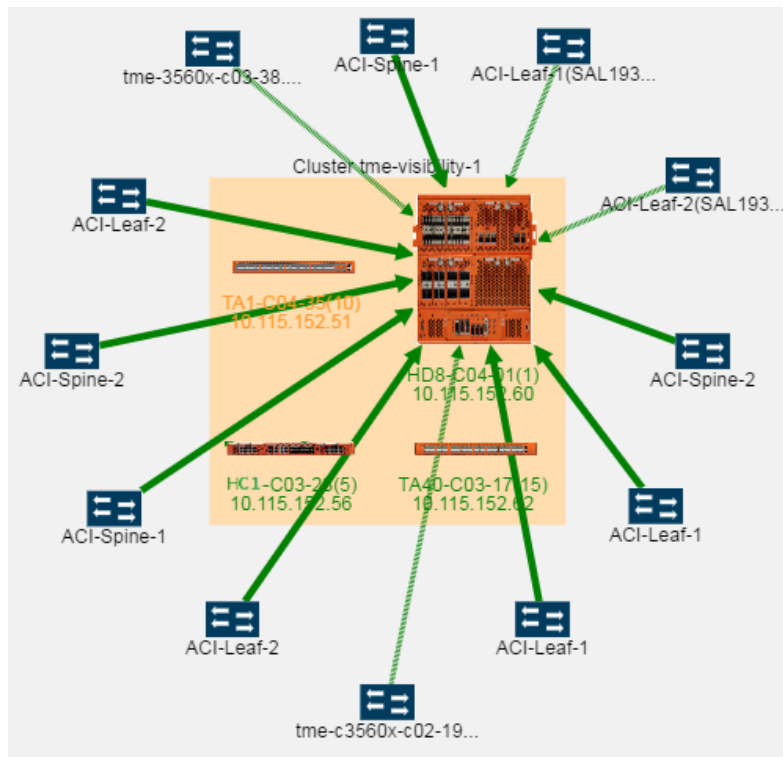 tme-3560x-c03-38....
ACI-Spine-1
ACI-Leaf-1(SAL193...
Cluster tme-visibility-1
ACI-Leaf-2
ACI-Leaf-2(SAL193...
TA1-C04-35(10)
10.115.152.51
ACI-Spine-2
ACI-Spine-2
HD8-C04-01(1)
10.115.152.60
HC1-C03-23(5)
10.115.152.56
TA40-C03-17(15)
10.115.152.62
ACI-Spine-1
ACI-Leaf-1
ACI-Leaf-2
ACI-Leaf-1
tme-c3560x-c02-19...